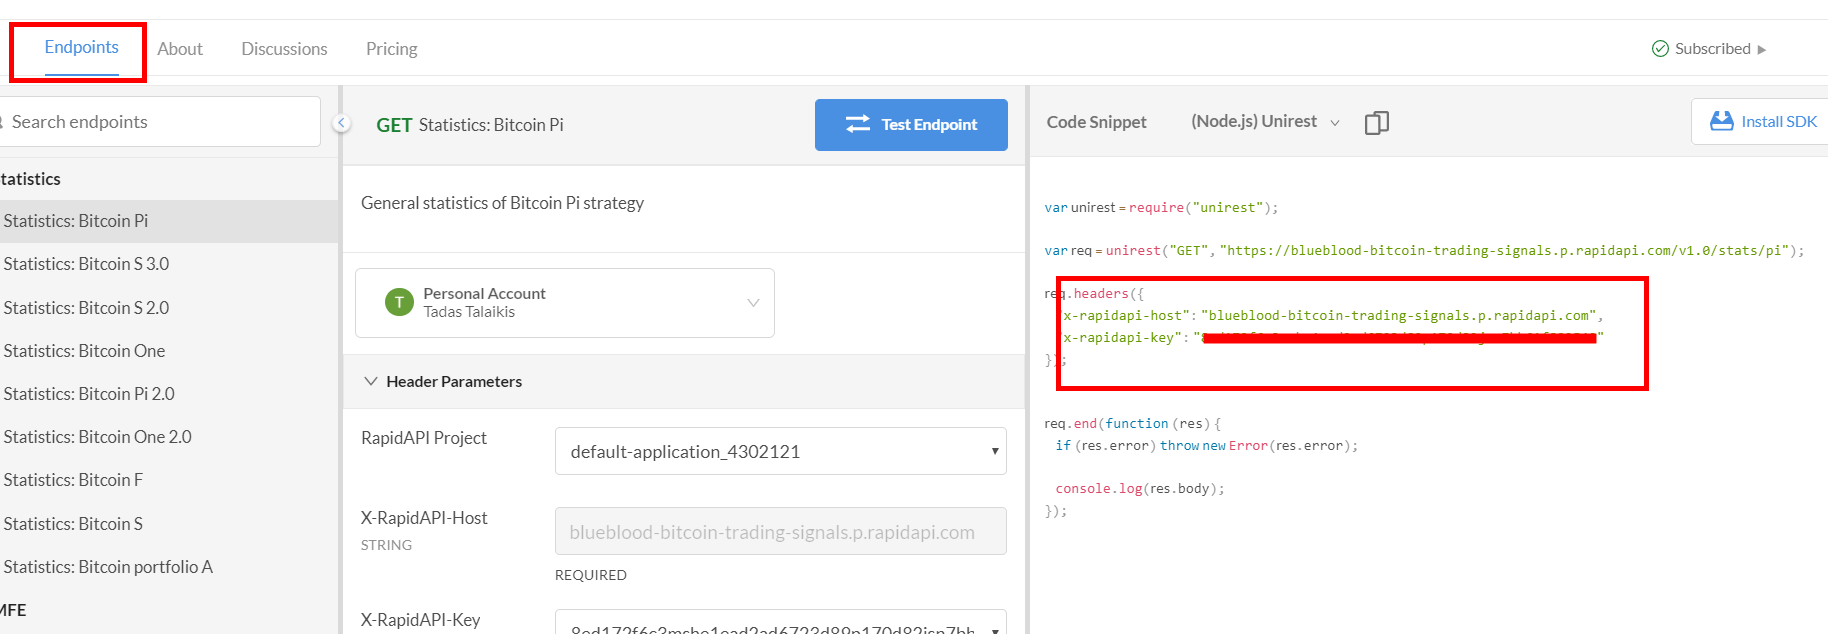 Endpoints
About
Discussions
Pricing
Subscribed
Search endpoints
tatistics
Statistics: Bitcoin Pi
Statistics: Bitcoin S 3.0
Statistics: Bitcoin S 2.0
Statistics: Bitcoin One
Statistics: Bitcoin Pi 2.0
Statistics: Bitcoin One 2.0
Statistics: Bitcoin F
Statistics: Bitcoin S
Statistics: Bitcoin portfolio A
MFE
GET Statistics: Bitcoin Pi
Test Endpoint
General statistics of Bitcoin Pi strategy
T
Personal Account
Tadas Talaikis
Header Parameters
RapidAPI Project
default-application_4302121
X-RapidAPI-Host
STRING
blueblood-bitcoin-trading-signals.p.rapidapi.com
REQUIRED
X-RapidAPI-Key
Code Snippet
(Node.js) Unirest
Install SDK
var unirest = require("unirest");
var req = unirest("GET", "https://blueblood-bitcoin-trading-signals.p.rapidapi.com/v1.0/stats/pi");
req.headers({
"x-rapidapi-host": "blueblood-bitcoin-trading-signals.p.rapidapi.com",
"x-rapidapi-key": "
});
req.end(function (res) {
if (res.error) throw new Error(res.error);
console.log(res.body);
});